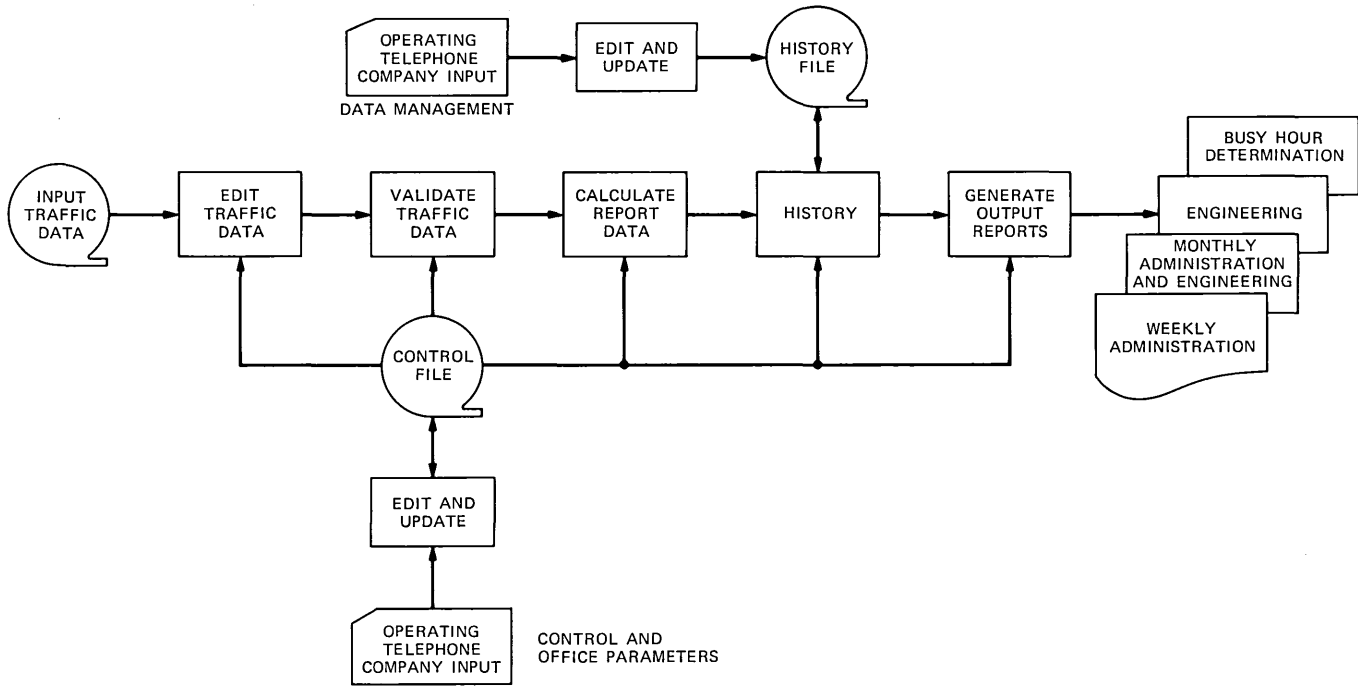 OPERATING
TELEPHONE
COMPANY INPUT
DATA MANAGEMENT
EDIT AND
UPDATE
HISTORY
FILE
INPUT
TRAFFIC
DATA
EDIT
TRAFFIC
DATA
VALIDATE
TRAFFIC
DATA
CALCULATE
REPORT
DATA
HISTORY
GENERATE
OUTPUT
REPORTS
BUSY HOUR
DETERMINATION
ENGINEERING
MONTHLY
ADMINISTRATION
AND ENGINEERING
WEEKLY
ADMINISTRATION
CONTROL
FILE
EDIT AND
UPDATE
OPERATING
TELEPHONE
COMPANY INPUT
CONTROL AND
OFFICE PARAMETERS